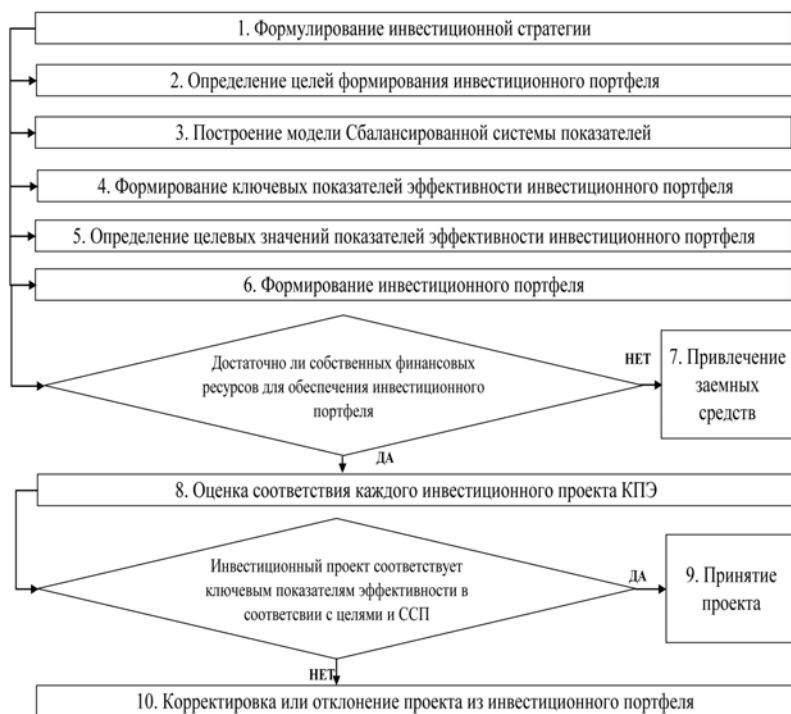 1. Формулирование инвестиционной стратегии
2. Определение целей формирования инвестиционного портфеля
3. Построение модели Сбалансированной системы показателей
4. Формирование ключевых показателей эффективности инвестиционного портфеля
5. Определение целевых значений показателей эффективности инвестиционного портфеля
6. Формирование инвестиционного портфеля
Достаточно ли собственных финансовых
ресурсов для обеспечения инвестиционного
портфеля
НЕТ
7. Привлечение
заемных
средств
ДА
8. Оценка соответствия каждого инвестиционного проекта КПЭ
Инвестиционный проект соответствует
ключевым показателям эффективности в
соответсвии с целями и ССП
ДА
9. Принятие
проекта
НЕТ
10. Корректировка или отклонение проекта из инвестиционного портфеля